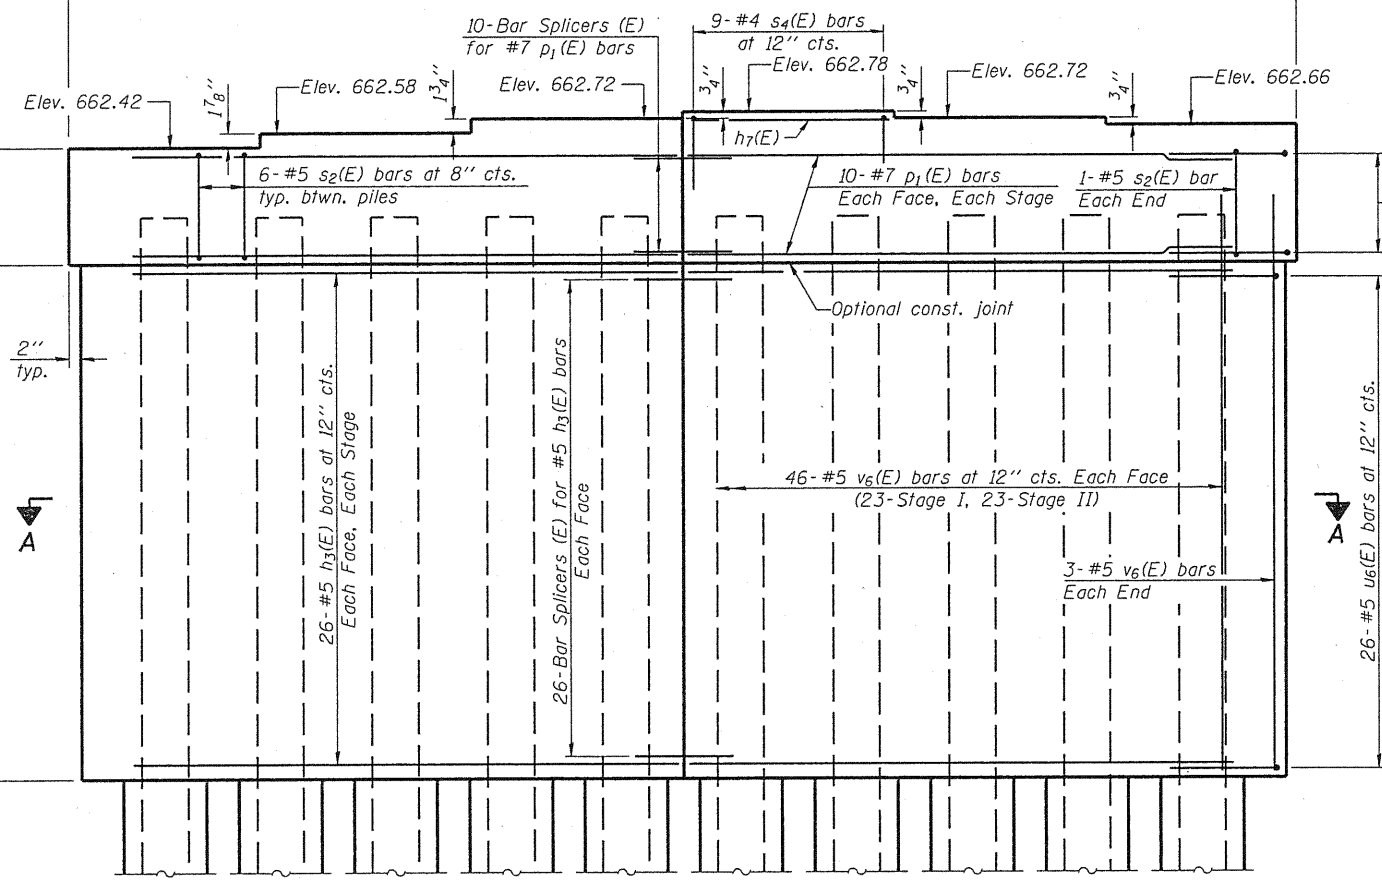 10-Bar Splicers (E)
for #7 p1(E) bars
9-#4 s4(E) bars
at 12" cts.
Elev. 662.42
1 7/8"
Elev. 662.58
1 3/4"
Elev. 662.72
3/4"
Elev. 662.78
3/4"
Elev. 662.72
3/4"
Elev. 662.66
h7(E)
6-#5 s2(E) bars at 8" cts.
typ. btwn. piles
10-#7 p1(E) bars
Each Face, Each Stage
1-#5 s2(E) bar
Each End
Optional const. joint
2"
typ.
26-#5 h3(E) bars at 12" cts.
Each Face, Each Stage
26-Bar Splicers (E) for #5 h3(E) bars
Each Face
46-#5 v6(E) bars at 12" cts. Each Face
(23-Stage I, 23-Stage II)
3-#5 v6(E) bars
Each End
26-#5 u6(E) bars at 12" cts.
A
A